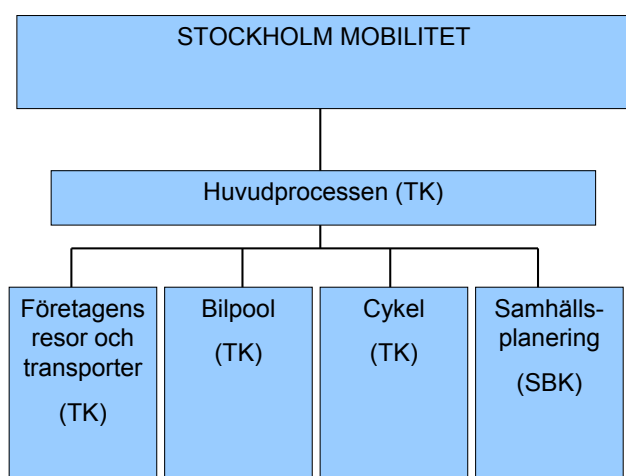 STOCKHOLM MOBILITET
Huvudprocessen (TK)
Företagens
resor och
transporter
(TK)
Bilpool
(TK)
Cykel
(TK)
Samhälls-
planering
(SBK)